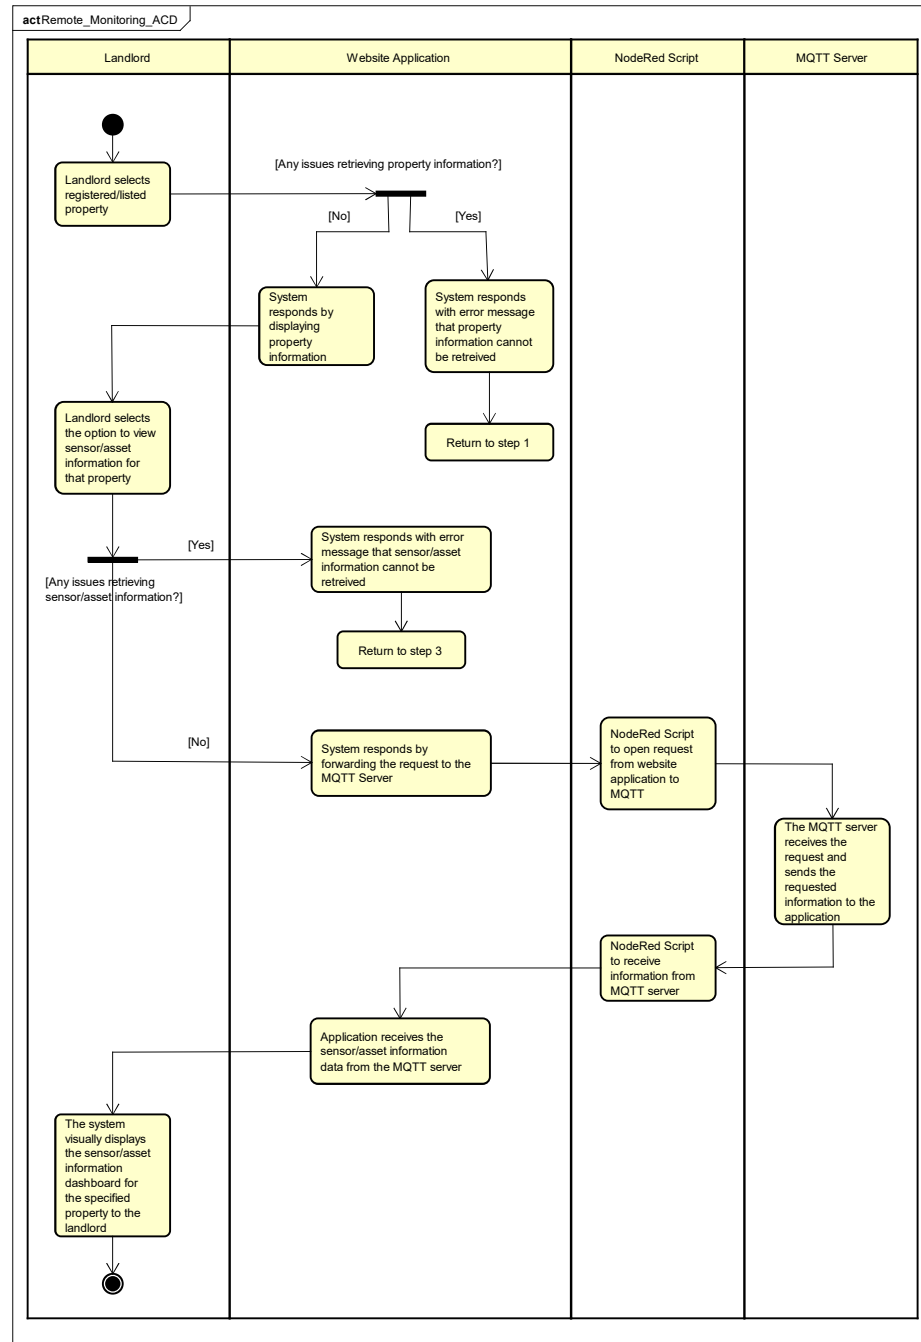 actRemote_Monitoring_ACD
Landlord
Website Application
NodeRed Script
MQTT Server
[Any issues retrieving property information?]
Landlord selects
registered/listed
property
[No]
[Yes]
System
responds by
displaying
property
information
System responds
with error message
that property
information cannot
be retreived
Return to step 1
Landlord selects
the option to view
sensor/asset
information for
that property
[Yes]
[Any issues retrieving
sensor/asset information?]
System responds with error
message that sensor/asset
information cannot be
retreived
Return to step 3
[No]
System responds by
forwarding the request to the
MQTT Server
NodeRed Script
to open request
from website
application to
MQTT
The MQTT server
receives the
request and
sends the
requested
information to the
application
NodeRed Script
to receive
information from
MQTT server
Application receives the
sensor/asset information
data from the MQTT server
The system
visually displays
the sensor/asset
information
dashboard for
the specified
property to the
landlord